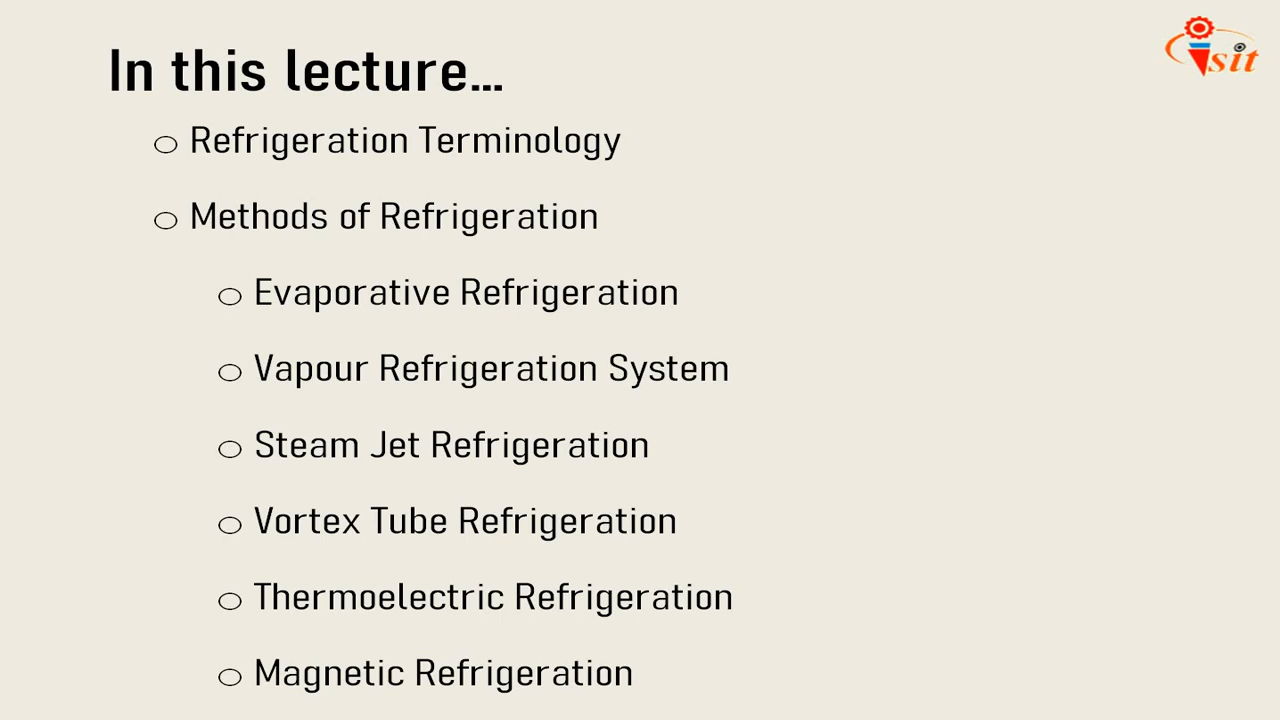 In this lecture...
isit
Refrigeration Terminology
Methods of Refrigeration
Evaporative Refrigeration
Vapour Refrigeration System
Steam Jet Refrigeration
Vortex Tube Refrigeration
Thermoelectric Refrigeration
Magnetic Refrigeration